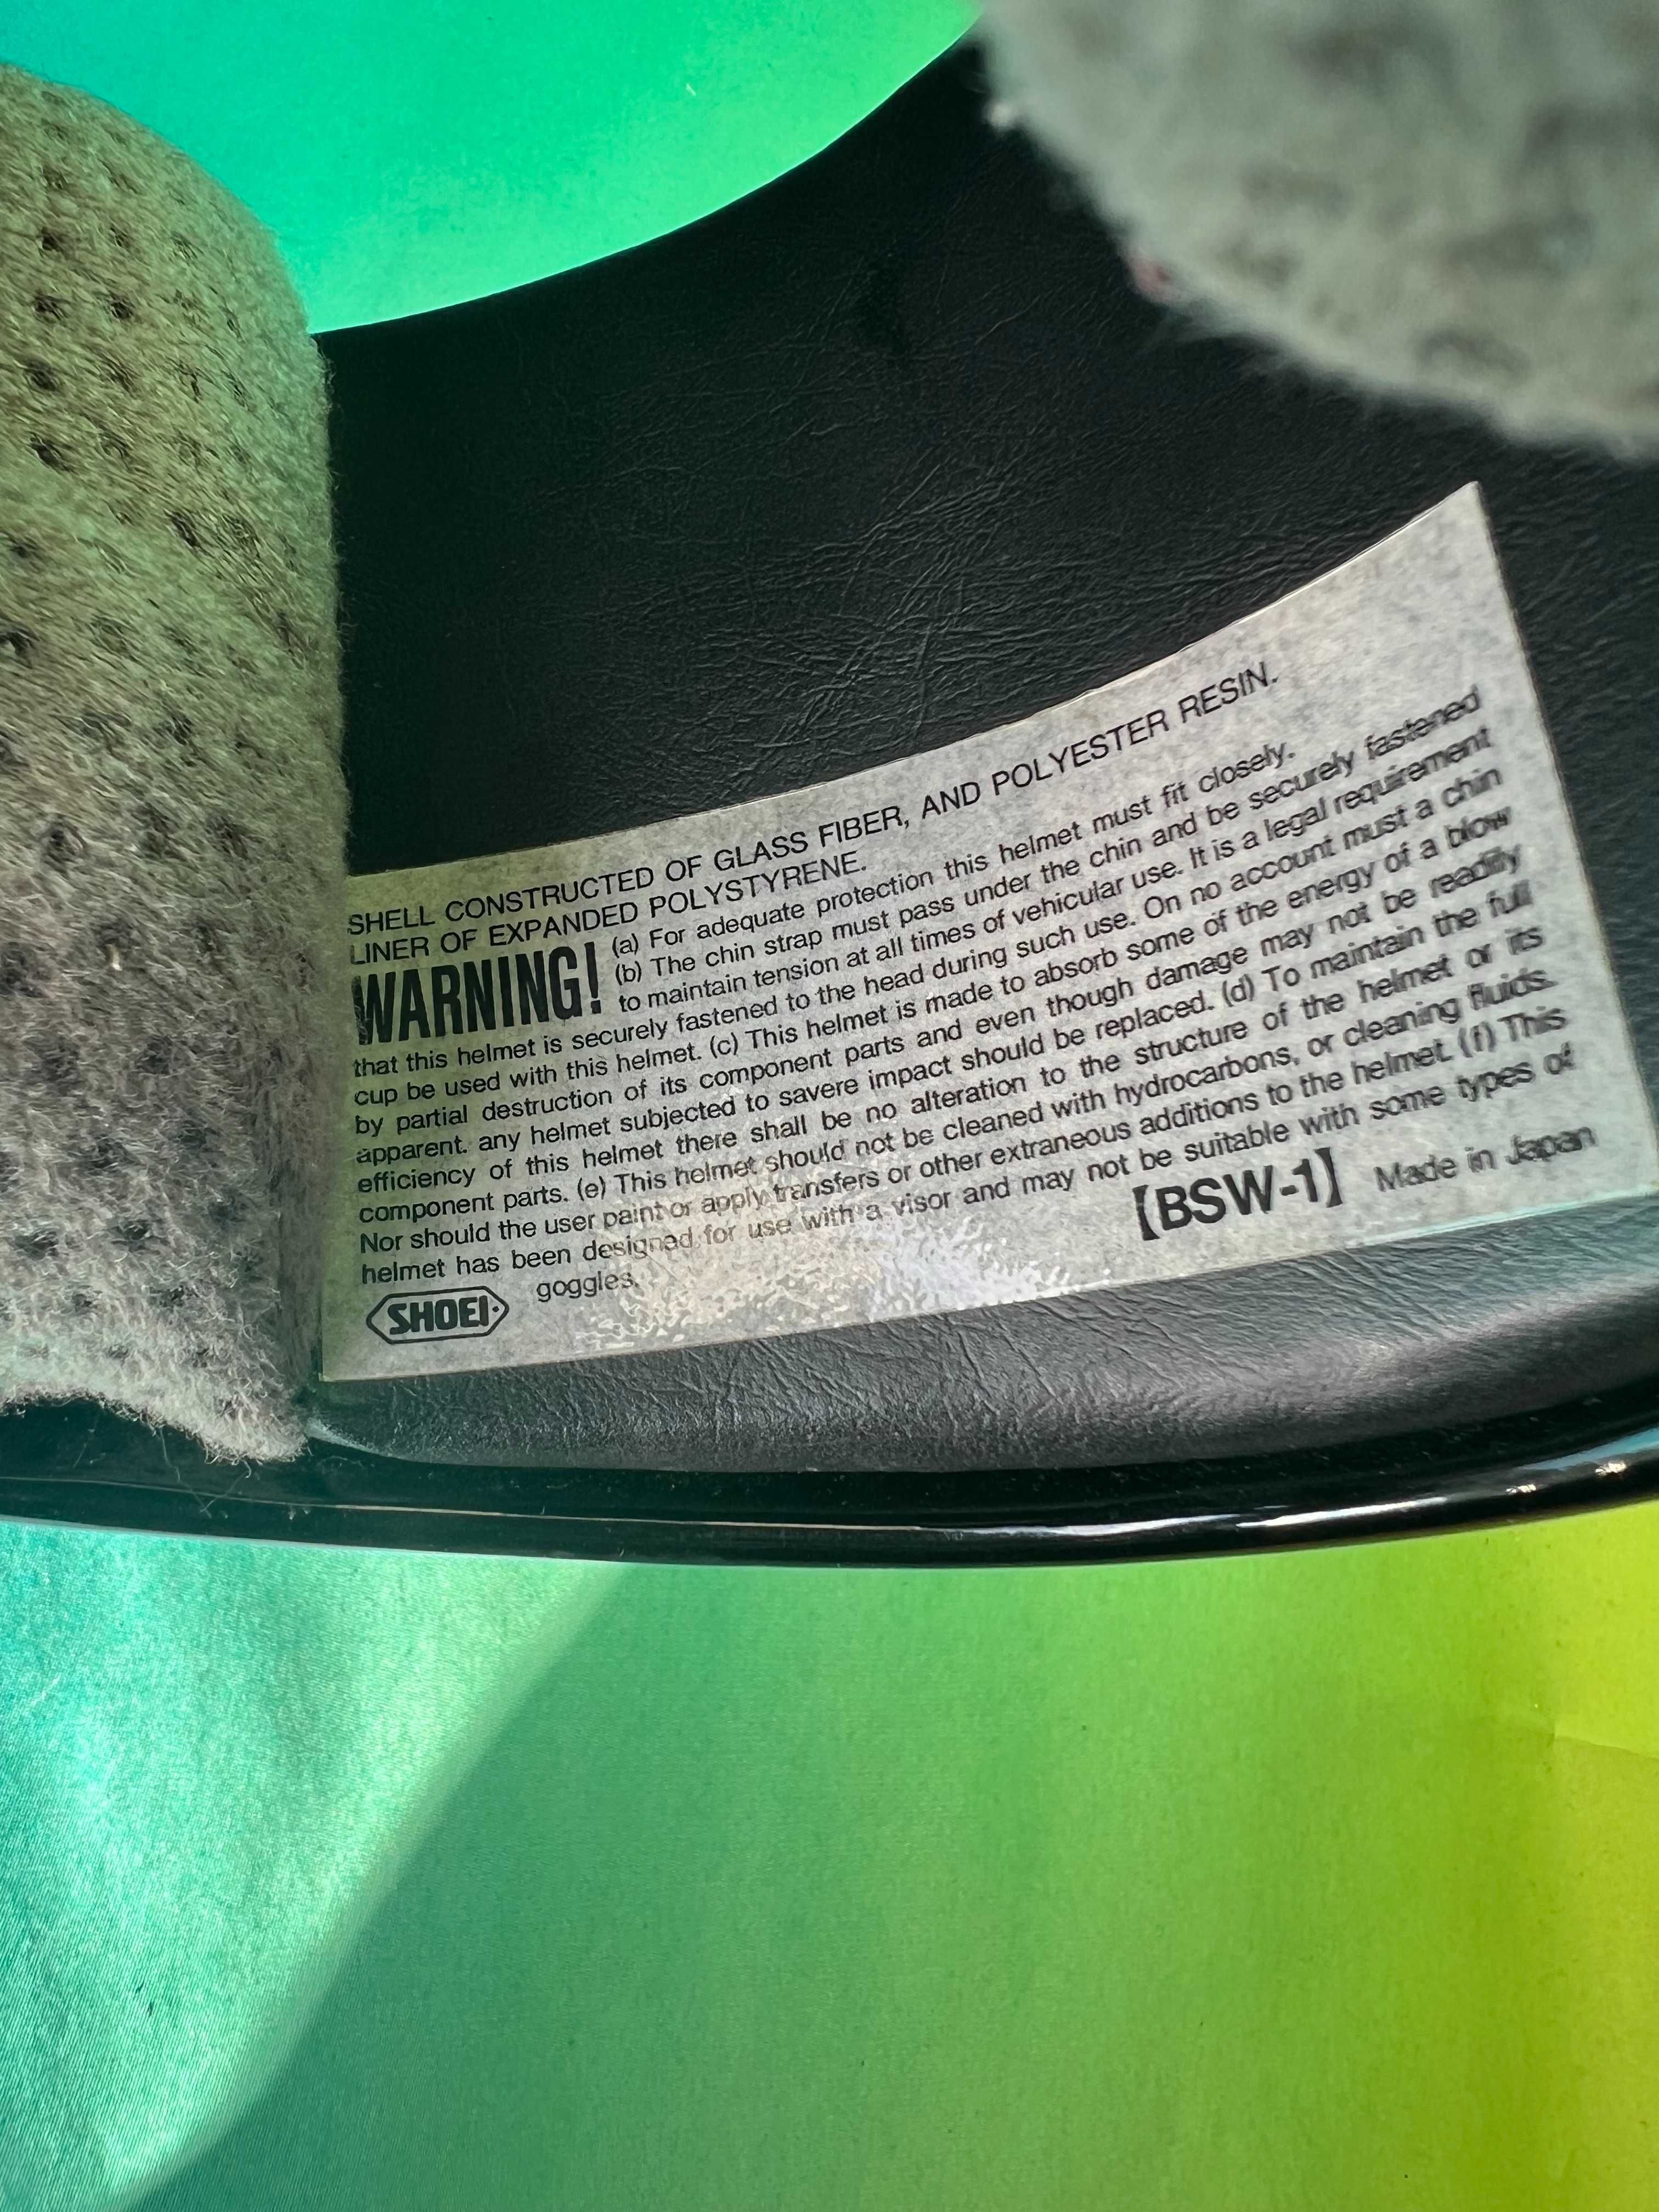 SHELL CONSTRUCTED OF GLASS FIBER, AND POLYESTER RESIN.
LINER OF EXPANDED POLYSTYRENE.
WARNING! (a) For adequate protection this helmet must fit closely.
(b) The chin strap must pass under the chin and be securely fastened
to maintain tension at all times of vehicular use. It is a legal requirement
that this helmet is securely fastened to the head during such use. On no account must a chin
cup be used with this helmet. (c) This helmet is made to absorb some of the energy of a blow
by partial destruction of its component parts and even though damage may not be readily
apparent. any helmet subjected to savere impact should be replaced. (d) To maintain the full
efficiency of this helmet there shall be no alteration to the structure of the helmet or its
component parts. (e) This helmet should not be cleaned with hydrocarbons, or cleaning fluids.
Nor should the user paint or apply transfers or other extraneous additions to the helmet. (f) This
helmet has been designed for use with a visor and may not be suitable with some types of
goggles.
SHOEI 【BSW-1】 Made in Japan